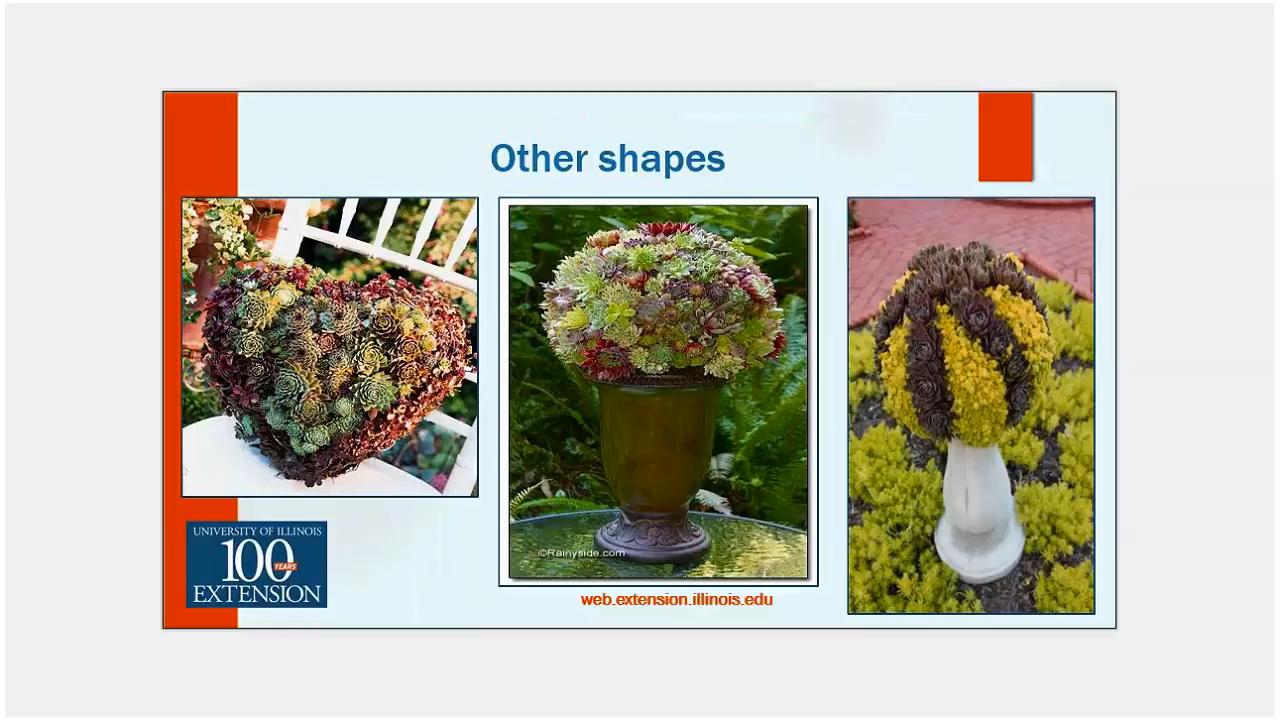 Other shapes
©Rainyside.com
UNIVERSITY OF ILLINOIS
100
YEARS
EXTENSION
web.extension.illinois.edu